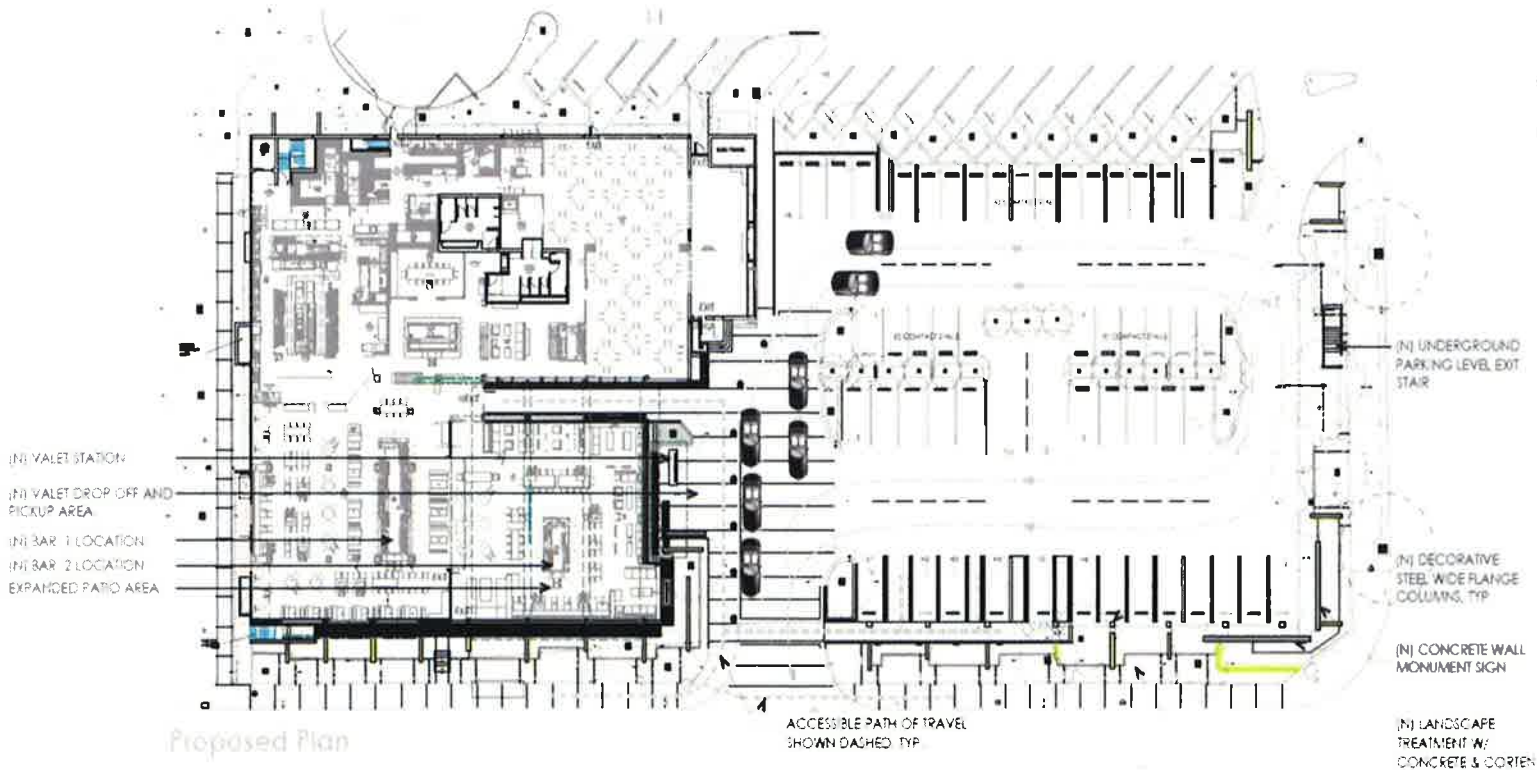 (N) UNDERGROUND
PARKING LEVEL EXIT
STAIR
(N) VALET STATION
(N) VALET DROP OFF AND
PICKUP AREA
(N) BAR 1 LOCATION
(N) BAR 2 LOCATION
EXPANDED PATIO AREA
(N) DECORATIVE
STEEL WIDE FLANGE
COLUMNS, TYP
(N) CONCRETE WALL
MONUMENT SIGN
(N) LANDSCAPE
TREATMENT W/
CONCRETE & CORTEN
ACCESSIBLE PATH OF TRAVEL
SHOWN DASHED, TYP
Proposed Plan
EXIT